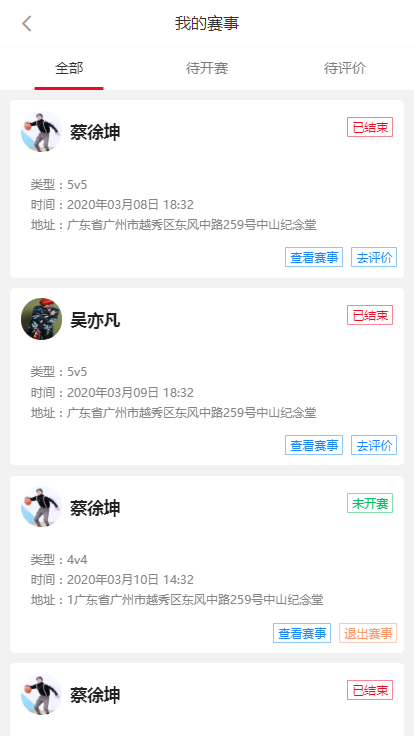 我的赛事
全部 待开赛 待评价
蔡徐坤 已结束
类型：5v5
时间：2020年03月08日 18:32
地址：广东省广州市越秀区东风中路259号中山纪念堂
查看赛事 去评价
吴亦凡 已结束
类型：5v5
时间：2020年03月09日 18:32
地址：广东省广州市越秀区东风中路259号中山纪念堂
查看赛事 去评价
蔡徐坤 未开赛
类型：4v4
时间：2020年03月10日 14:32
地址：1广东省广州市越秀区东风中路259号中山纪念堂
查看赛事 退出赛事
蔡徐坤 已结束